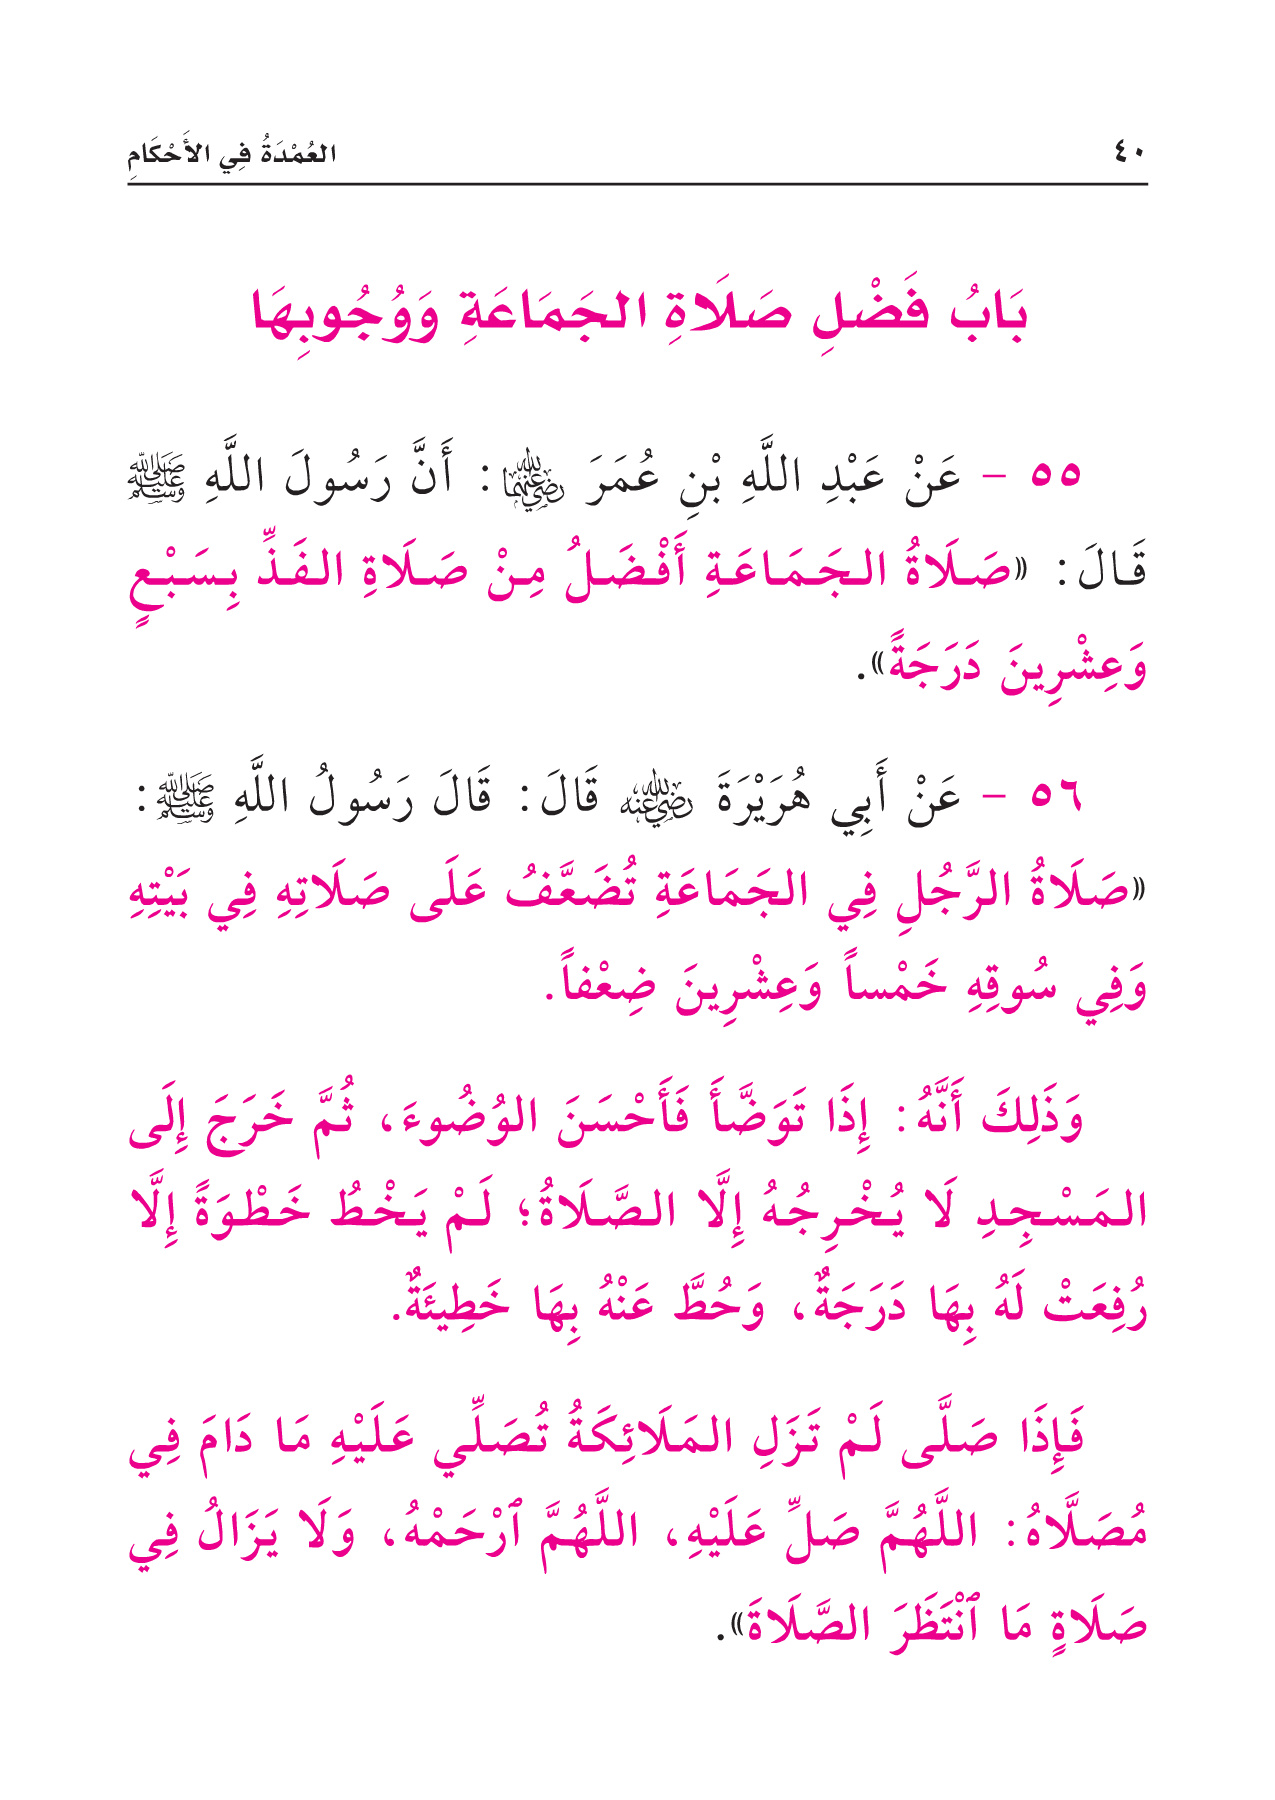 ٤٠
العُمْدَةُ فِي الأَحْكَامِ
بَابُ فَضْلِ صَلَاةِ الجَمَاعَةِ وَوُجُوبِهَا
٥٥ - عَنْ عَبْدِ اللَّهِ بْنِ عُمَرَ رضي الله عنهما: أَنَّ رَسُولَ اللَّهِ ﷺ
قَالَ: «صَلَاةُ الجَمَاعَةِ أَفْضَلُ مِنْ صَلَاةِ الفَذِّ بِسَبْعٍ
وَعِشْرِينَ دَرَجَةً».
٥٦ - عَنْ أَبِي هُرَيْرَةَ رضي الله عنه قَالَ: قَالَ رَسُولُ اللَّهِ ﷺ:
«صَلَاةُ الرَّجُلِ فِي الجَمَاعَةِ تُضَعَّفُ عَلَى صَلَاتِهِ فِي بَيْتِهِ
وَفِي سُوقِهِ خَمْساً وَعِشْرِينَ ضِعْفاً.
وَذَلِكَ أَنَّهُ: إِذَا تَوَضَّأَ فَأَحْسَنَ الوُضُوءَ، ثُمَّ خَرَجَ إِلَى
المَسْجِدِ لَا يُخْرِجُهُ إِلَّا الصَّلَاةُ؛ لَمْ يَخْطُ خَطْوَةً إِلَّا
رُفِعَتْ لَهُ بِهَا دَرَجَةٌ، وَحُطَّ عَنْهُ بِهَا خَطِيئَةٌ.
فَإِذَا صَلَّى لَمْ تَزَلِ المَلَائِكَةُ تُصَلِّي عَلَيْهِ مَا دَامَ فِي
مُصَلَّاهُ: اللَّهُمَّ صَلِّ عَلَيْهِ، اللَّهُمَّ ٱرْحَمْهُ، وَلَا يَزَالُ فِي
صَلَاةٍ مَا ٱنْتَظَرَ الصَّلَاةَ».